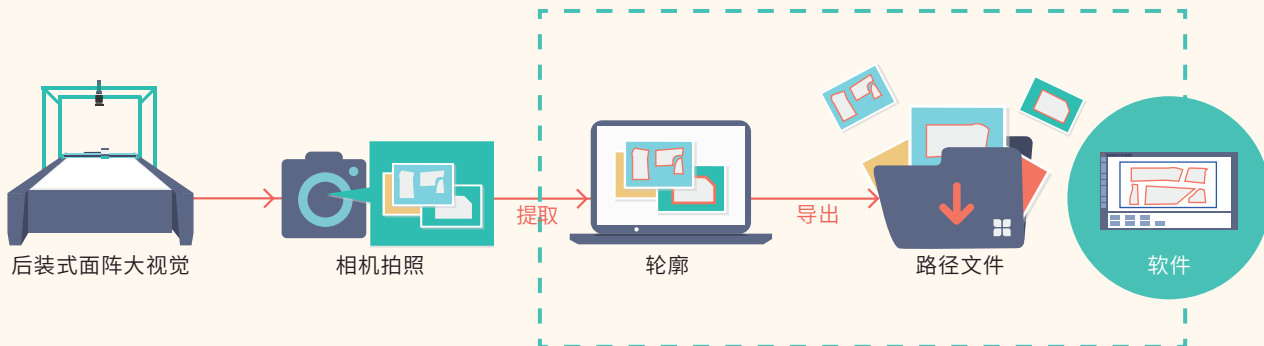 提取
导出
后装式面阵大视觉
相机拍照
轮廓
路径文件
软件